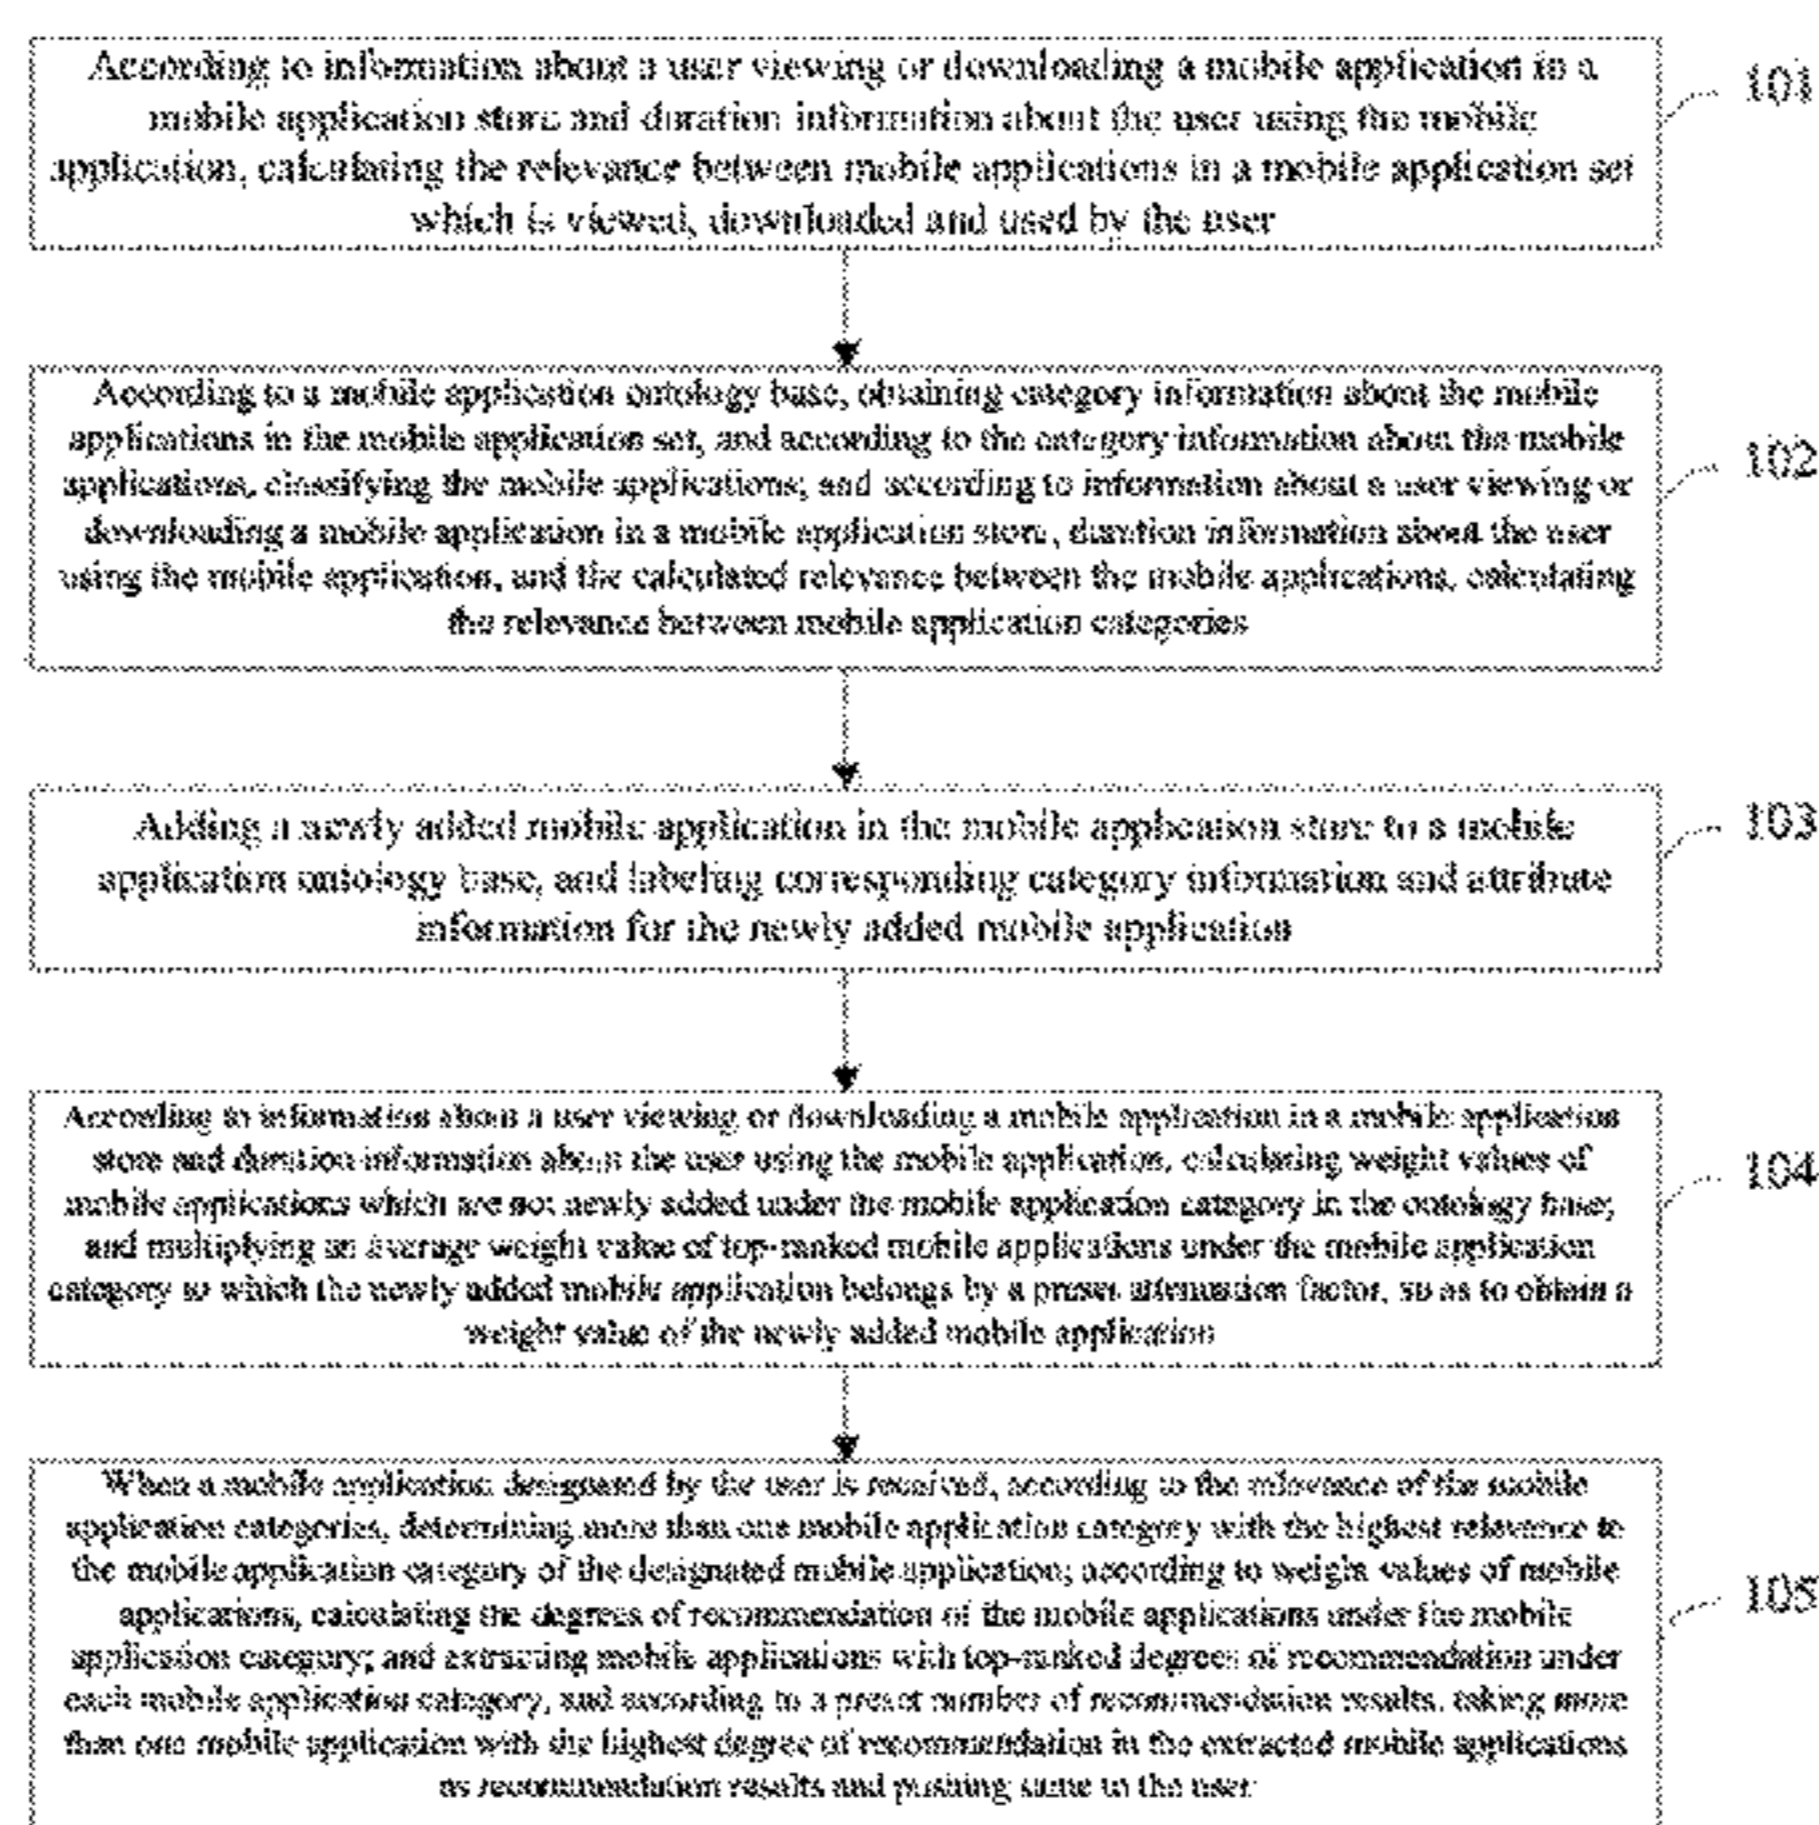 According to information about a user viewing or downloading a mobile application in a
mobile application store and duration information about the user using the mobile
application, calculating the relevance between mobile applications in a mobile application set
which is viewed, downloaded and used by the user
101
According to a mobile application ontology base, obtaining category information about the mobile
applications in the mobile application set, and according to the category information about the mobile
applications, classifying the mobile applications; and according to information about a user viewing or
downloading a mobile application in a mobile application store, duration information about the user
using the mobile application, and the calculated relevance between the mobile applications, calculating
the relevance between mobile application categories
102
Adding a newly added mobile application in the mobile application store to a mobile
application ontology base, and labeling corresponding category information and attribute
information for the newly added mobile application
103
According to information about a user viewing or downloading a mobile application in a mobile application
store and duration information about the user using the mobile application, calculating weight values of
mobile applications which are not newly added under the mobile application category in the ontology base;
and multiplying an average weight value of top-ranked mobile applications under the mobile application
category to which the newly added mobile application belongs by a preset attenuation factor, so as to obtain a
weight value of the newly added mobile application
104
When a mobile application designated by the user is received, according to the relevance of the mobile
application categories, determining more than one mobile application category with the highest relevance to
the mobile application category of the designated mobile application; according to weight values of mobile
applications, calculating the degrees of recommendation of the mobile applications under the mobile
application category; and extracting mobile applications with top-ranked degrees of recommendation under
each mobile application category, and according to a preset number of recommendation results, taking more
than one mobile application with the highest degree of recommendation in the extracted mobile applications
as recommendation results and pushing same to the user
105